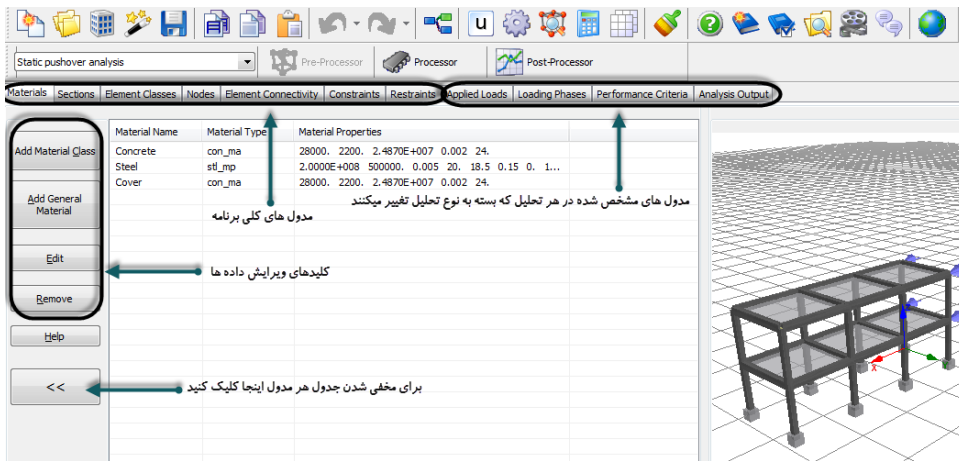 u
Static pushover analysis Pre-Processor Processor Post-Processor
Materials Sections Element Classes Nodes Element Connectivity Constraints Restraints Applied Loads Loading Phases Performance Criteria Analysis Output
Material Name Material Type Material Properties
Add Material Class
Concrete con_ma 28000. 2200. 2.4870E+007 0.002 24.
Steel stl_mp 2.0000E+008 500000. 0.005 20. 18.5 0.15 0. 1...
Cover con_ma 28000. 2200. 2.4870E+007 0.002 24.
Add General Material
مدول های مشخص شده در هر تحلیل که بسته به نوع تحلیل تغییر میکنند
مدول های کلی برنامه
Edit
کلیدهای ویرایش داده ها
Remove
Help
<<
برای مخفی شدن جدول هر مدول اینجا کلیک کنید
X